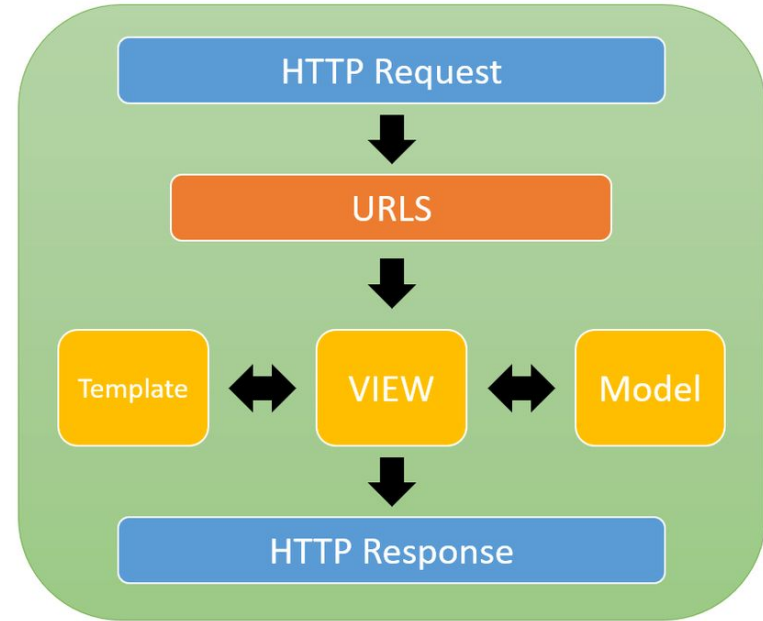 HTTP Request
URLS
Template
VIEW
Model
HTTP Response